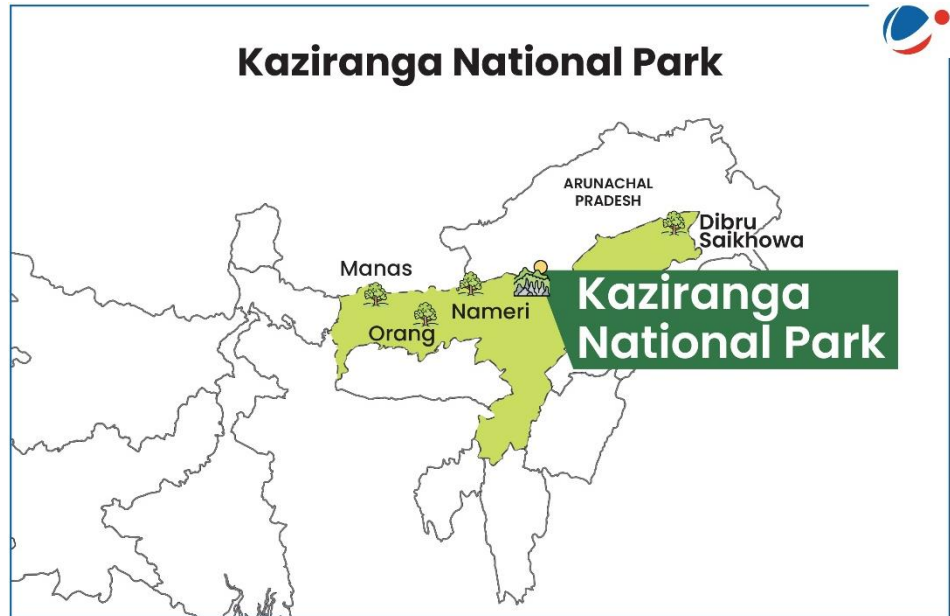 Kaziranga National Park
ARUNACHAL
PRADESH
Dibru
Saikhowa
Manas
Nameri
Orang
Kaziranga
National Park